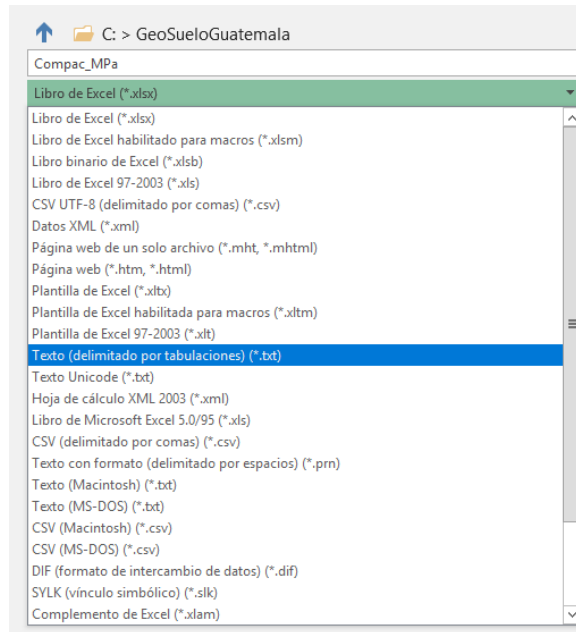 C: > GeoSueloGuatemala
Compac_MPa
Libro de Excel (*.xlsx)
Libro de Excel (*.xlsx)
Libro de Excel habilitado para macros (*.xlsm)
Libro binario de Excel (*.xlsb)
Libro de Excel 97-2003 (*.xls)
CSV UTF-8 (delimitado por comas) (*.csv)
Datos XML (*.xml)
Página web de un solo archivo (*.mht, *.mhtml)
Página web (*.htm, *.html)
Plantilla de Excel (*.xltx)
Plantilla de Excel habilitada para macros (*.xltm)
Plantilla de Excel 97-2003 (*.xlt)
Texto (delimitado por tabulaciones) (*.txt)
Texto Unicode (*.txt)
Hoja de cálculo XML 2003 (*.xml)
Libro de Microsoft Excel 5.0/95 (*.xls)
CSV (delimitado por comas) (*.csv)
Texto con formato (delimitado por espacios) (*.prn)
Texto (Macintosh) (*.txt)
Texto (MS-DOS) (*.txt)
CSV (Macintosh) (*.csv)
CSV (MS-DOS) (*.csv)
DIF (formato de intercambio de datos) (*.dif)
SYLK (vínculo simbólico) (*.slk)
Complemento de Excel (*.xlam)